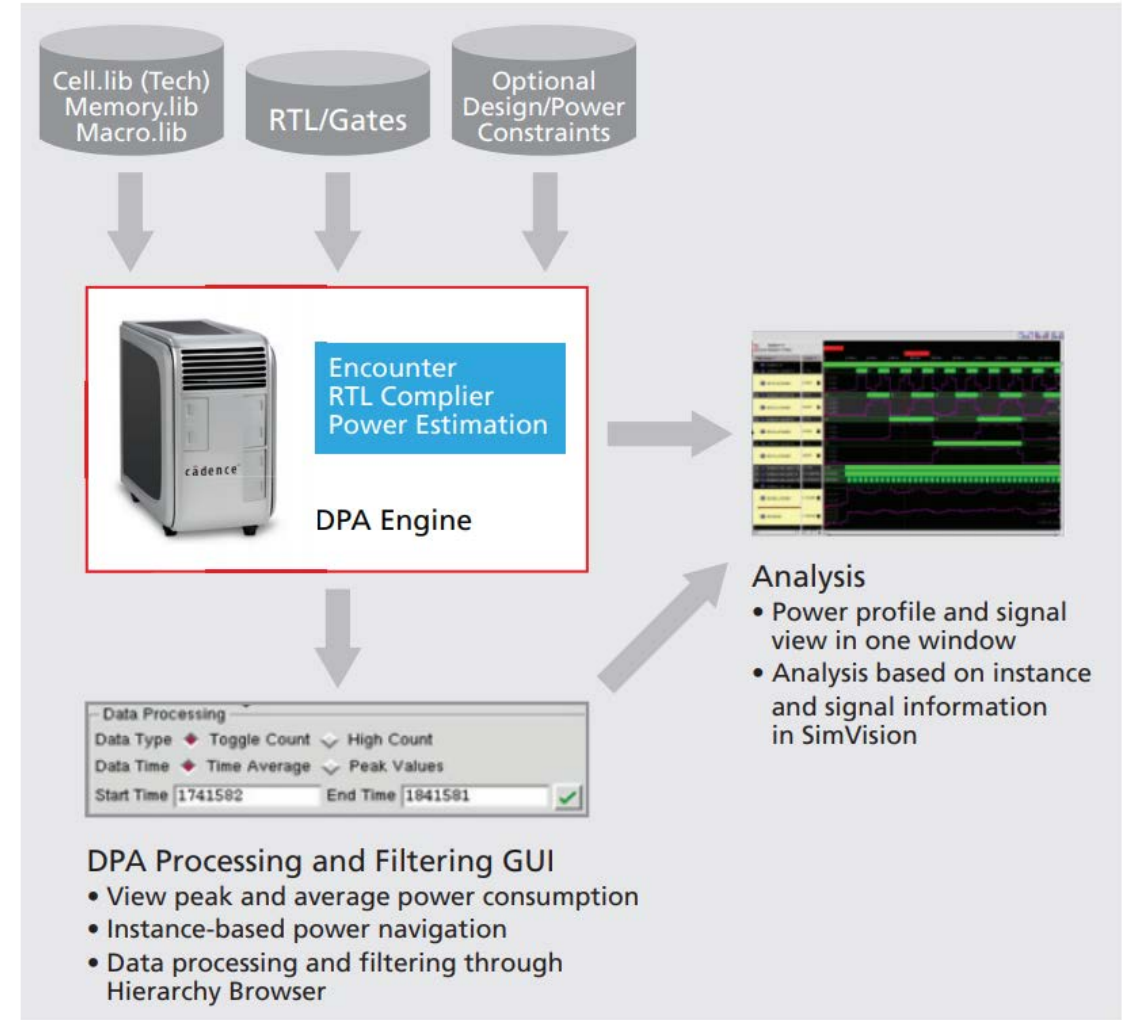 Cell.lib (Tech)
Memory.lib
Macro.lib
RTL/Gates
Optional
Design/Power
Constraints
cādence
Encounter
RTL Complier
Power Estimation
DPA Engine
Analysis
• Power profile and signal
view in one window
• Analysis based on instance
and signal information
in SimVision
Data Processing
Data Type Toggle Count High Count
Data Time Time Average Peak Values
Start Time 1741582 End Time 1841581
DPA Processing and Filtering GUI
• View peak and average power consumption
• Instance-based power navigation
• Data processing and filtering through
Hierarchy Browser